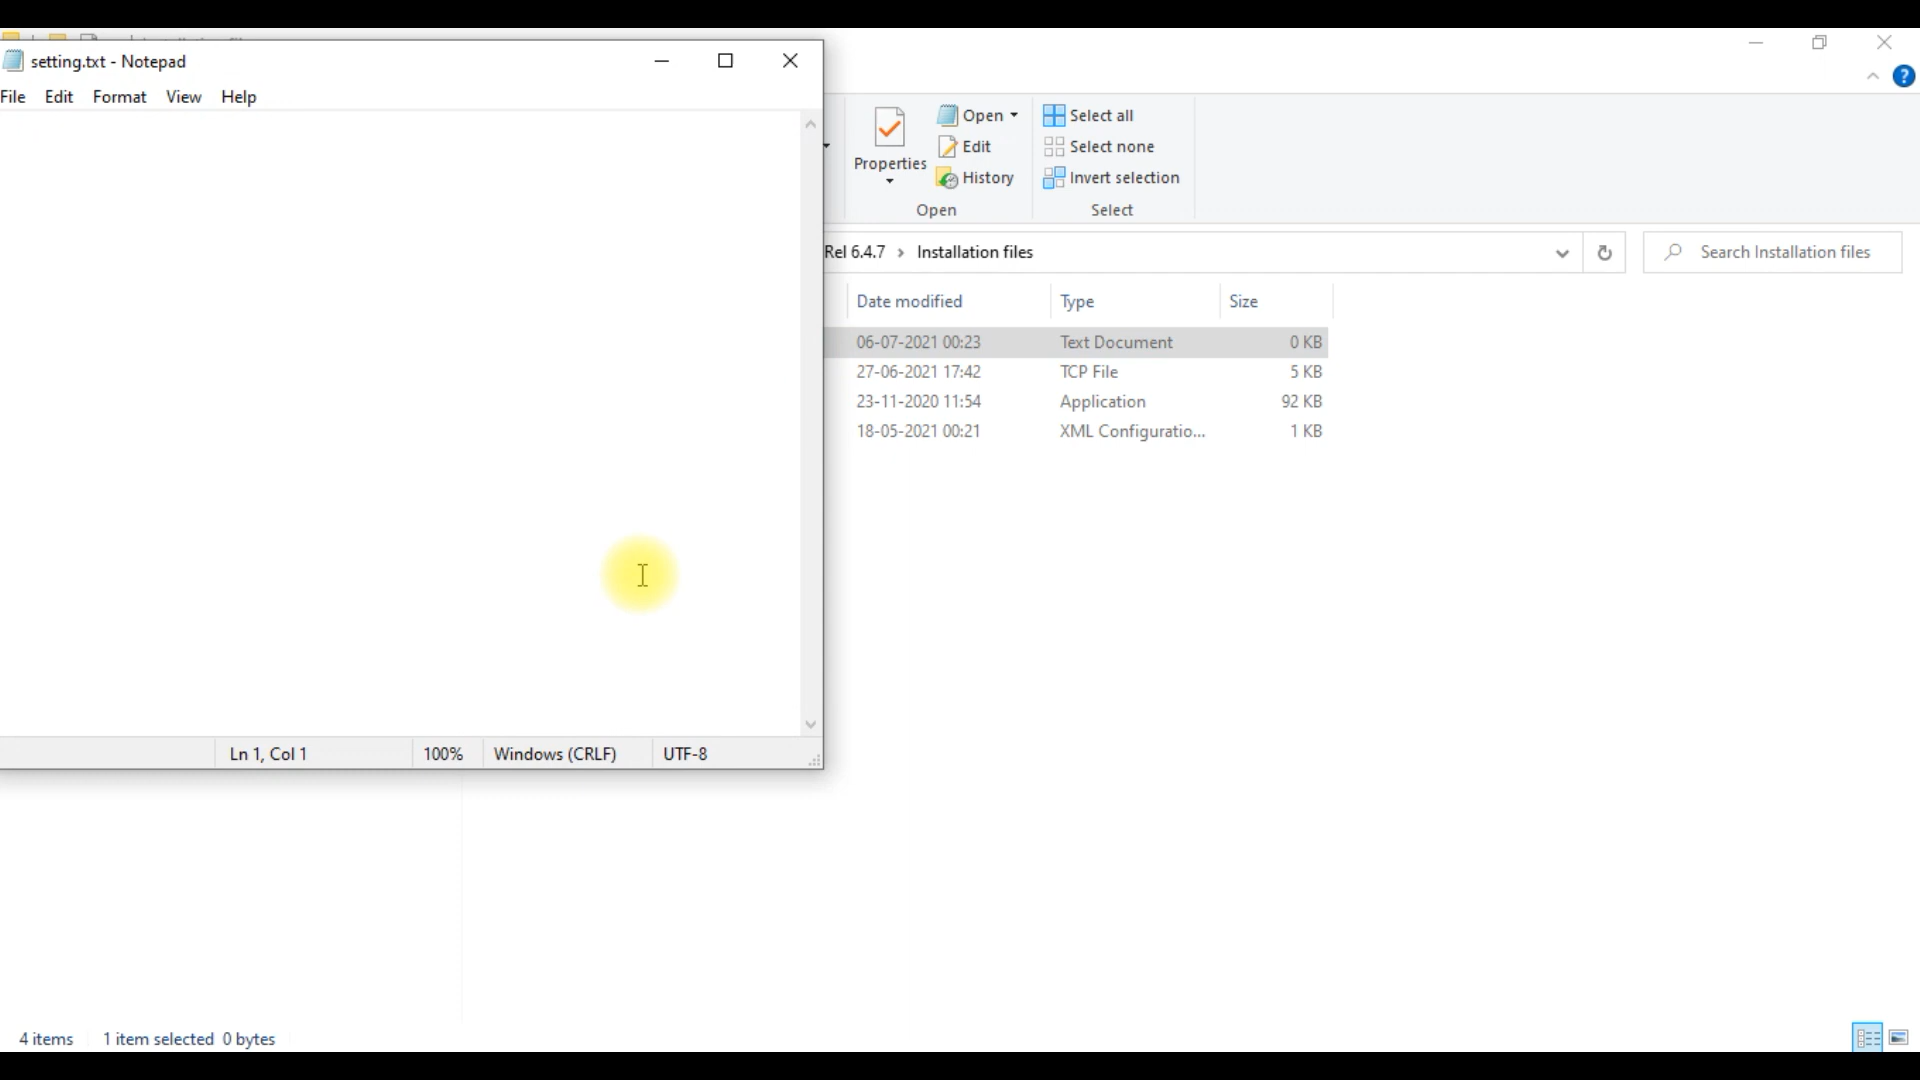 setting.txt - Notepad
File Edit Format View Help
Ln 1, Col 1 100% Windows (CRLF) UTF-8
Properties
Open
Edit
History
Open
Select all
Select none
Invert selection
Select
Rel 6.4.7 › Installation files
Search Installation files
Date modified Type Size
06-07-2021 00:23 Text Document 0 KB
27-06-2021 17:42 TCP File 5 KB
23-11-2020 11:54 Application 92 KB
18-05-2021 00:21 XML Configuratio... 1 KB
4 items 1 item selected 0 bytes